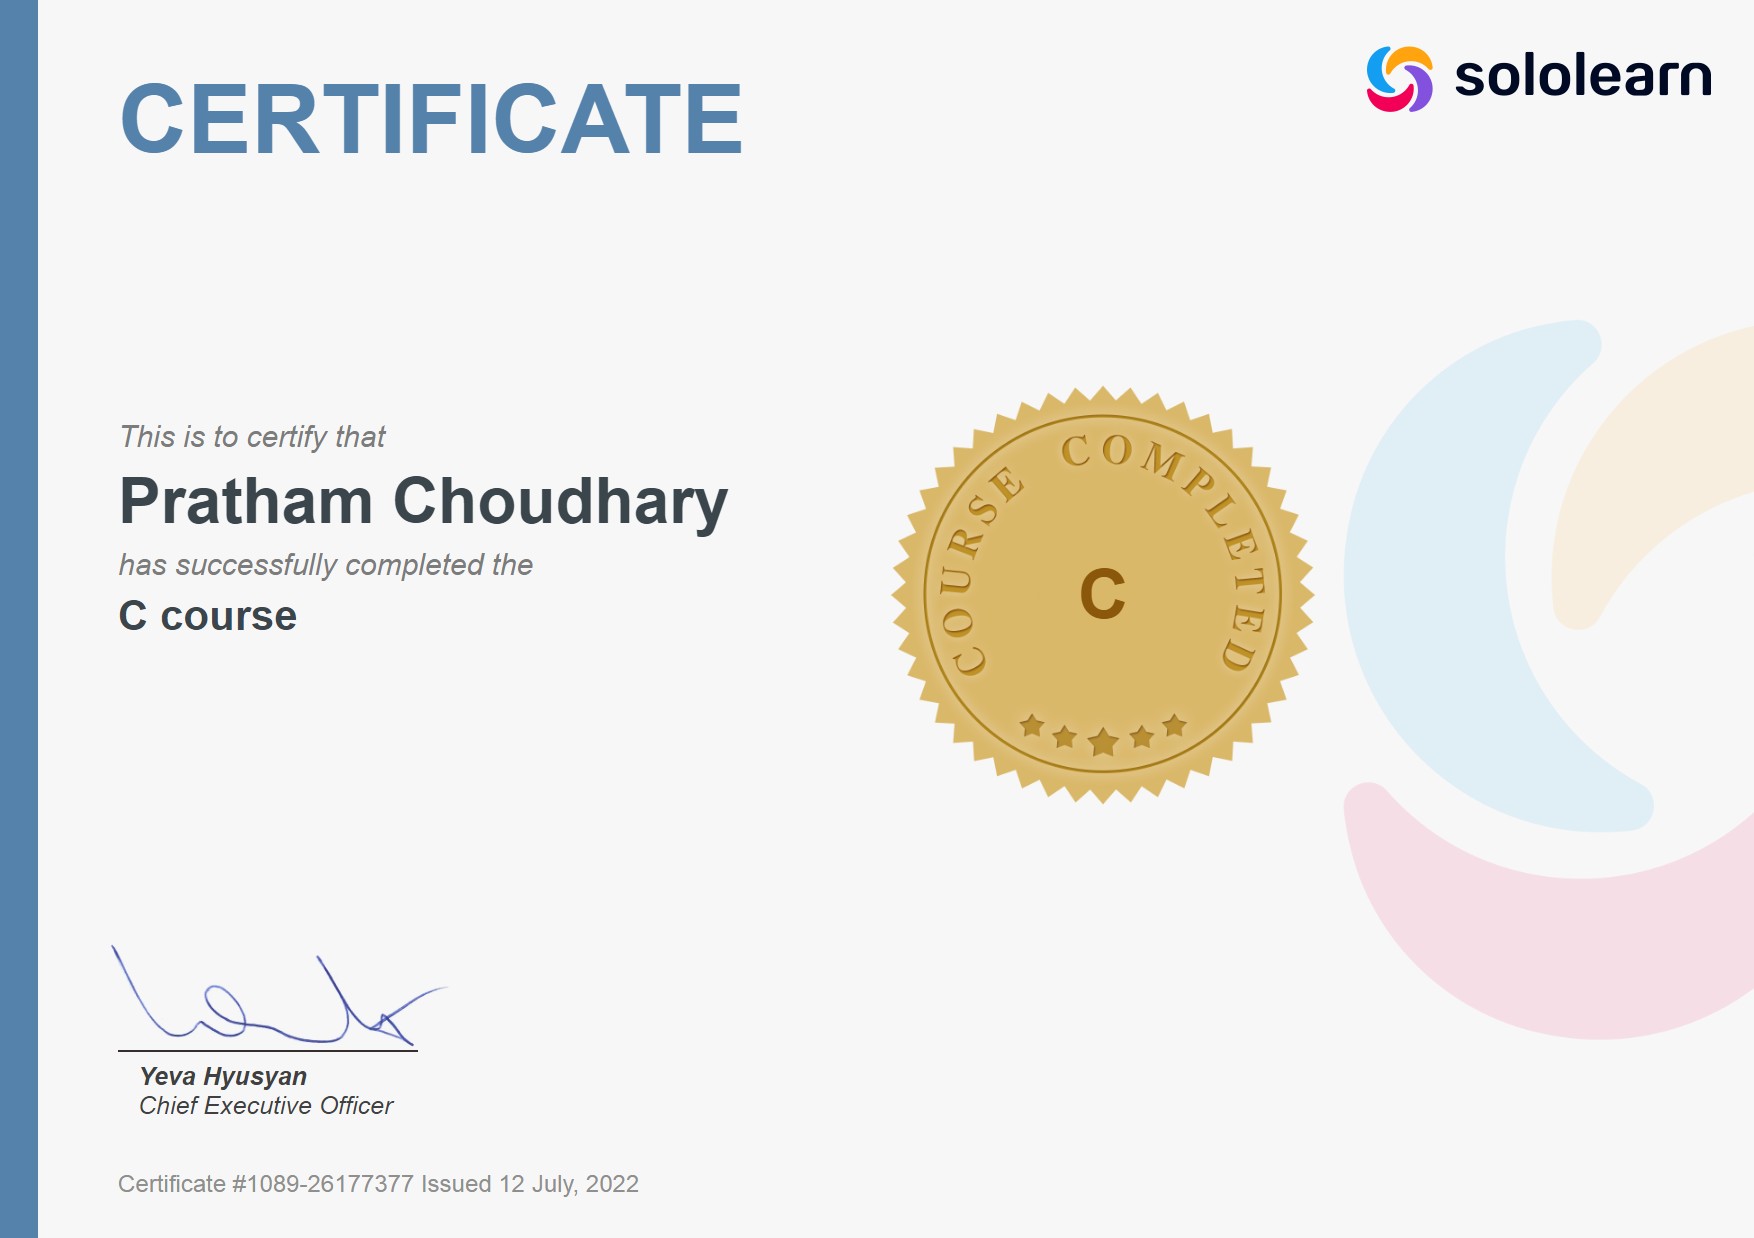 CERTIFICATE
sololearn
This is to certify that
Pratham Choudhary
has successfully completed the
C course
COURSE COMPLETED
C
Yeva Hyusyan
Chief Executive Officer
Certificate #1089-26177377 Issued 12 July, 2022